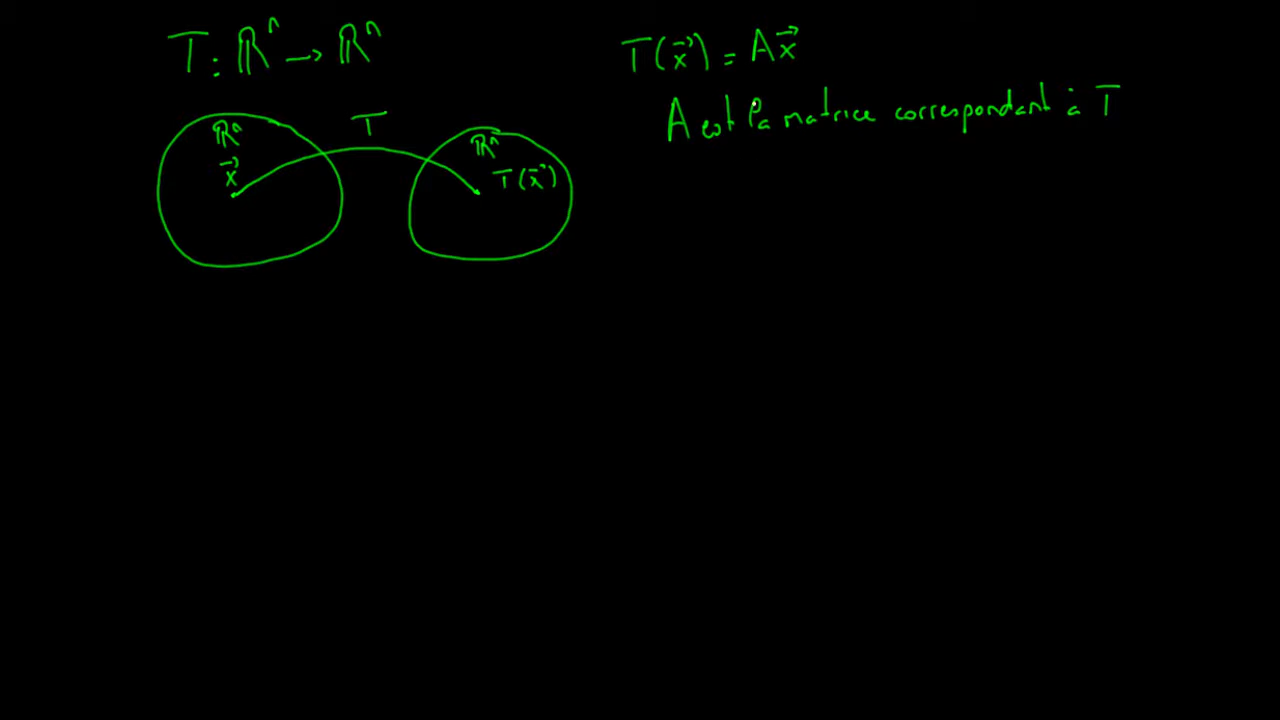 T : ℝⁿ → ℝⁿ
T(x⃗) = Ax⃗
A est la matrice correspondant à T
T
ℝⁿ
x⃗
ℝⁿ
T(x⃗)